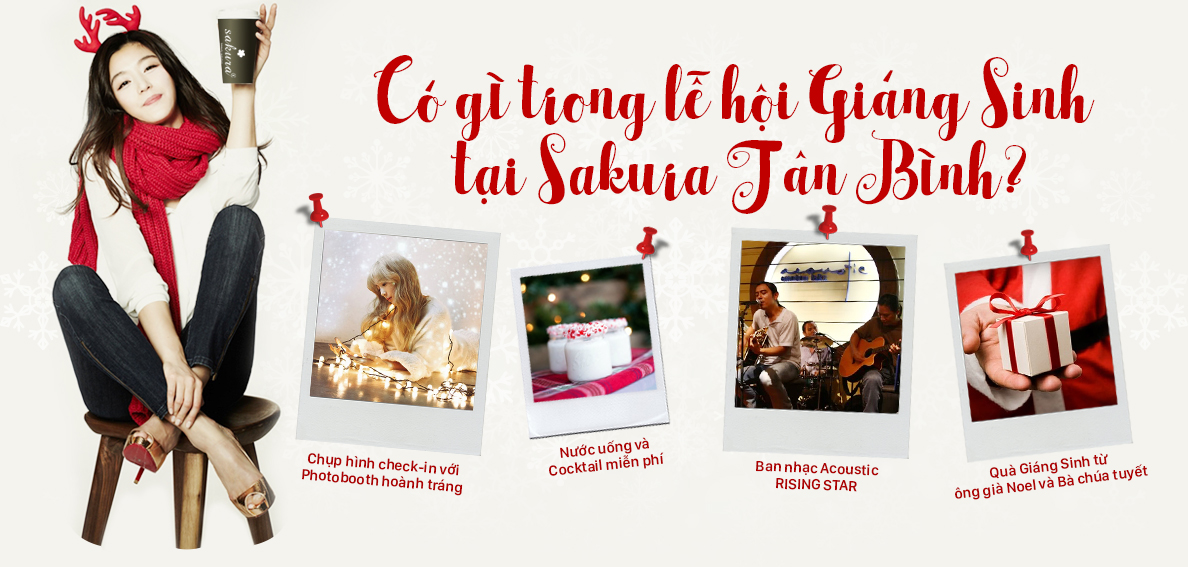 sakura
Có gì trong lễ hội Giáng Sinh
tại Sakura Tân Bình?
acoustic
Chụp hình check-in với
Photobooth hoành tráng
Nước uống và
Cocktail miễn phí
Ban nhạc Acoustic
RISING STAR
Quà Giáng Sinh từ
ông già Noel và Bà chúa tuyết